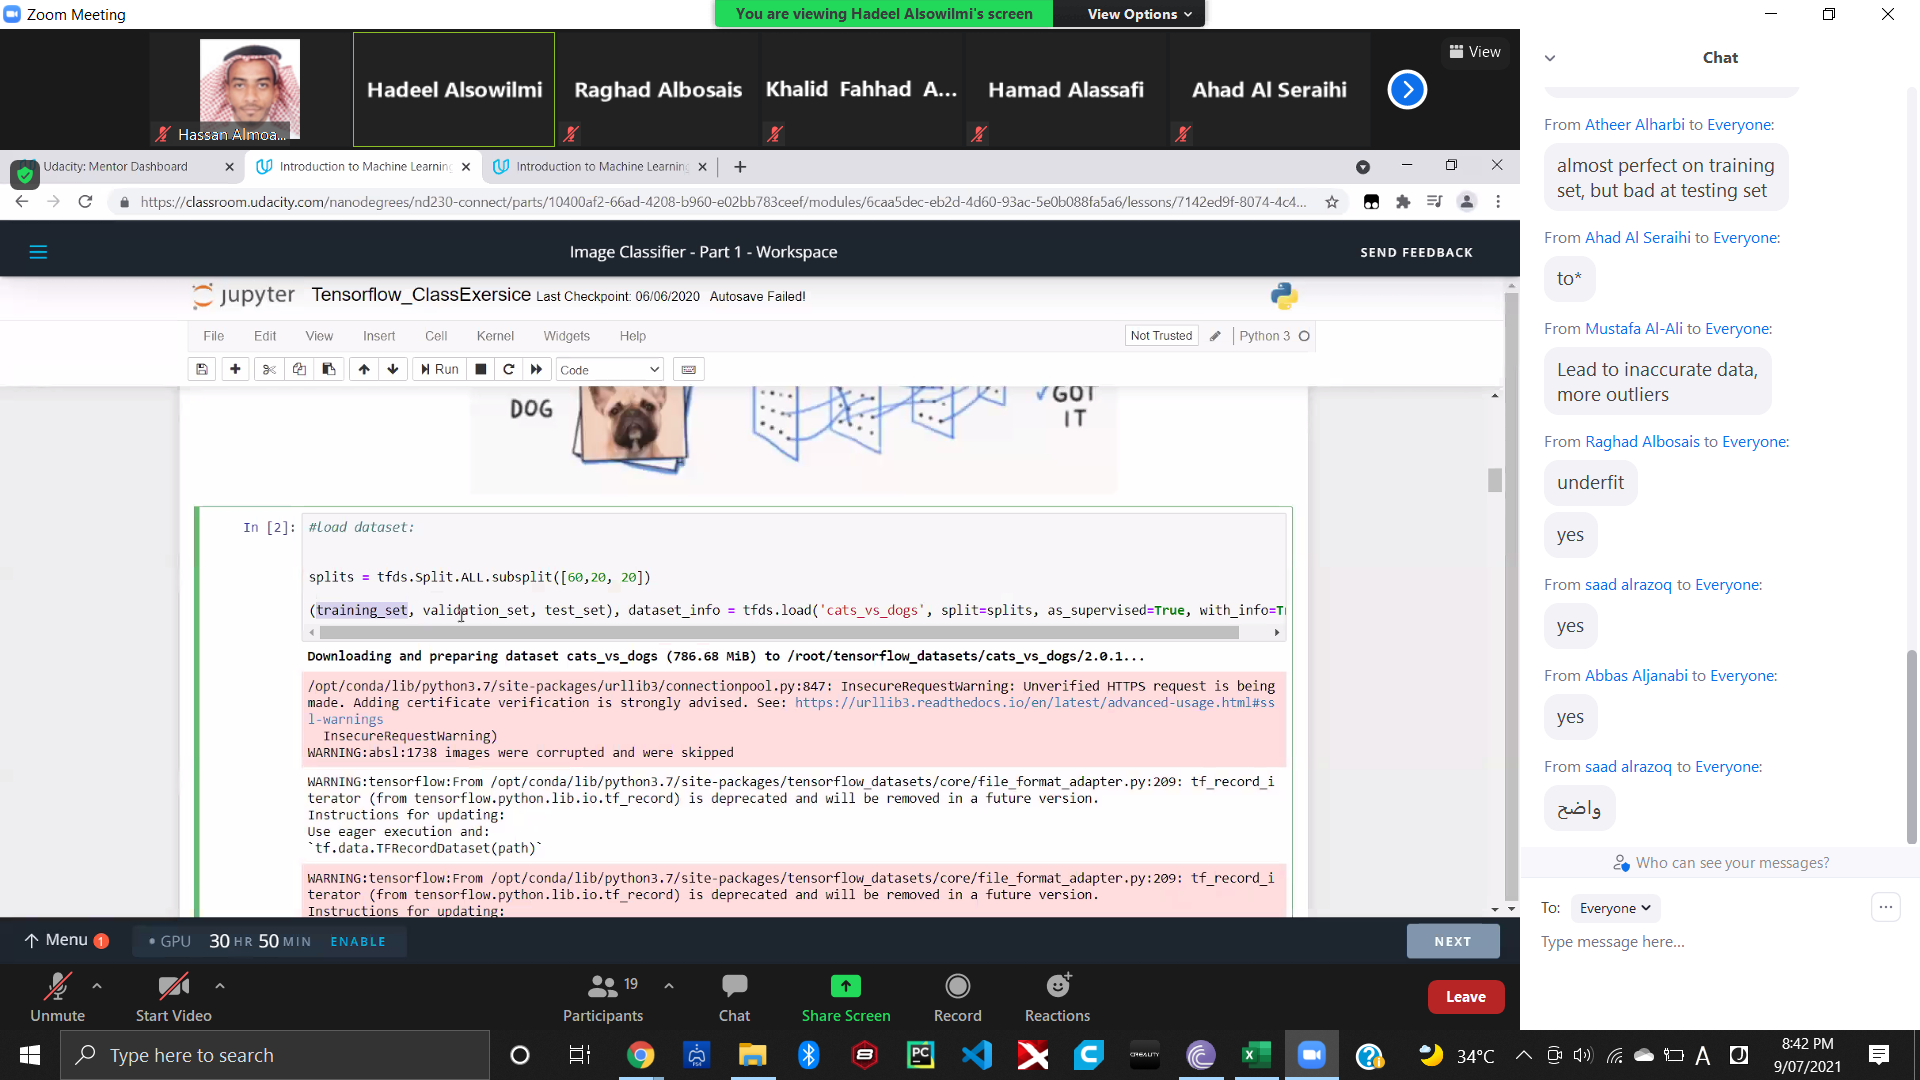 Zoom Meeting
You are viewing Hadeel Alsowilmi's screen
View Options
View
Hadeel Alsowilmi
Raghad Albosais
Khalid Fahhad A...
Hamad Alassafi
Ahad Al Seraihi
Hassan Almoa...
Udacity: Mentor Dashboard
Introduction to Machine Learning
Introduction to Machine Learning
https://classroom.udacity.com/nanodegrees/nd230-connect/parts/10400af2-66ad-4208-b960-e02bb783ceef/modules/6caa5dec-eb2d-4d60-93ac-5e0b088fa5a6/lessons/7142ed9f-8074-4c4...
Image Classifier - Part 1 - Workspace
SEND FEEDBACK
jupyter Tensorflow_ClassExersice Last Checkpoint: 06/06/2020 Autosave Failed!
File Edit View Insert Cell Kernel Widgets Help
Not Trusted
Python 3
Run
Code
DOG
GOT
IT
In [2]:
#load dataset:
splits = tfds.Split.ALL.subsplit([60,20, 20])
(training_set, validation_set, test_set), dataset_info = tfds.load('cats_vs_dogs', split=splits, as_supervised=True, with_info=T
Downloading and preparing dataset cats_vs_dogs (786.68 MiB) to /root/tensorflow_datasets/cats_vs_dogs/2.0.1...
/opt/conda/lib/python3.7/site-packages/urllib3/connectionpool.py:847: InsecureRequestWarning: Unverified HTTPS request is being
made. Adding certificate verification is strongly advised. See: https://urllib3.readthedocs.io/en/latest/advanced-usage.html#ss
l-warnings
InsecureRequestWarning)
WARNING:absl:1738 images were corrupted and were skipped
WARNING:tensorflow:From /opt/conda/lib/python3.7/site-packages/tensorflow_datasets/core/file_format_adapter.py:209: tf_record_i
terator (from tensorflow.python.lib.io.tf_record) is deprecated and will be removed in a future version.
Instructions for updating:
Use eager execution and:
`tf.data.TFRecordDataset(path)`
WARNING:tensorflow:From /opt/conda/lib/python3.7/site-packages/tensorflow_datasets/core/file_format_adapter.py:209: tf_record_i
terator (from tensorflow.python.lib.io.tf_record) is deprecated and will be removed in a future version.
Instructions for updating:
Menu 1
GPU 30 HR 50 MIN ENABLE
NEXT
Unmute
Start Video
19
Participants
Chat
Share Screen
Record
Reactions
Leave
Chat
From Atheer Alharbi to Everyone:
almost perfect on training
set, but bad at testing set
From Ahad Al Seraihi to Everyone:
to*
From Mustafa Al-Ali to Everyone:
Lead to inaccurate data,
more outliers
From Raghad Albosais to Everyone:
underfit
yes
From saad alrazoq to Everyone:
yes
From Abbas Aljanabi to Everyone:
yes
From saad alrazoq to Everyone:
واضح
Who can see your messages?
To: Everyone
Type message here...
Type here to search
PC
CREALITY
34°C
A
8:42 PM
9/07/2021